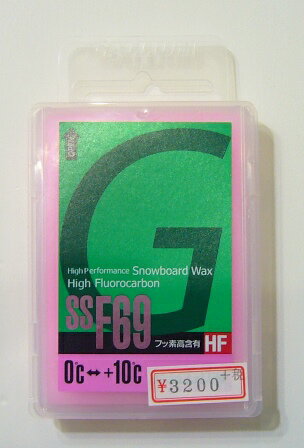 G
High Performance Snowboard Wax
High Fluorocarbon
SSF69
フッ素高含有 HF
0℃ ↔ +10℃
¥3200 +税